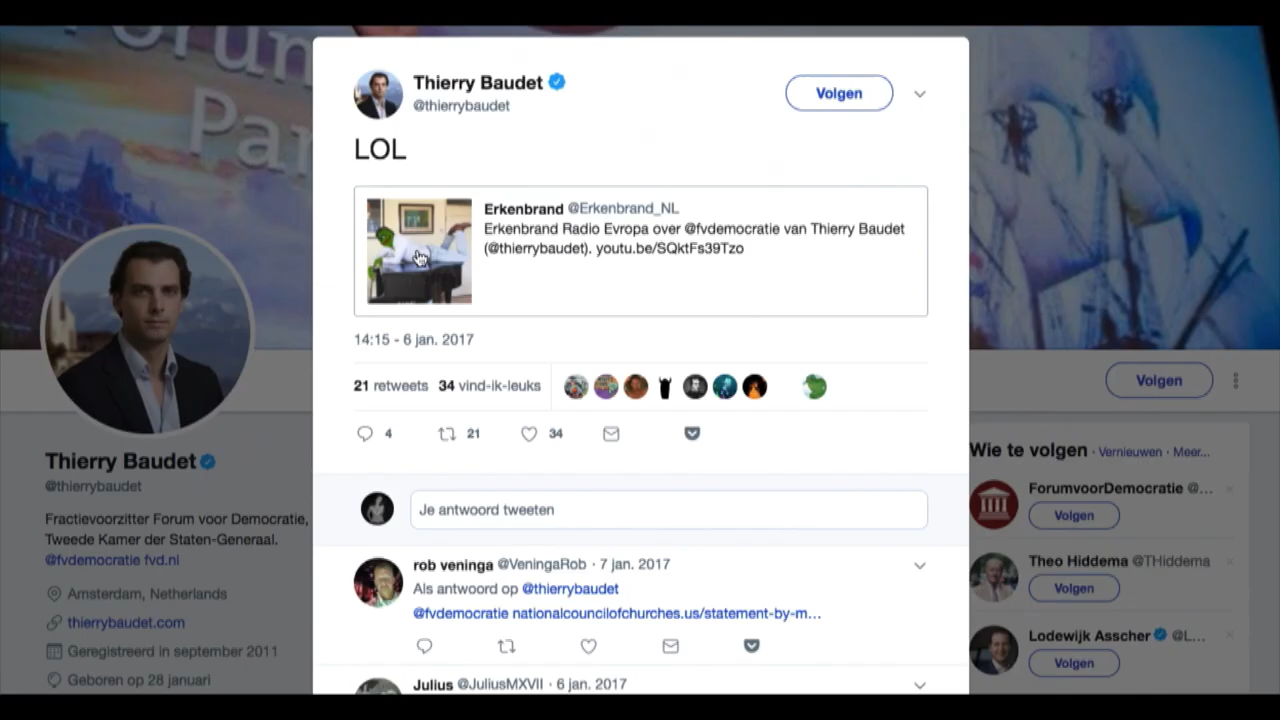 Forum
Par
Thierry Baudet
@thierrybaudet
Volgen
LOL
Erkenbrand @Erkenbrand_NL
Erkenbrand Radio Evropa over @fvdemocratie van Thierry Baudet
(@thierrybaudet). youtu.be/SQktFs39Tzo
14:15 - 6 jan. 2017
21 retweets 34 vind-ik-leuks
4 21 34
Je antwoord tweeten
rob veninga @VeningaRob · 7 jan. 2017
Als antwoord op @thierrybaudet
@fvdemocratie nationalcouncilofchurches.us/statement-by-m…
Julius @JuliusMXVII · 6 jan. 2017
Thierry Baudet
@thierrybaudet
Fractievoorzitter Forum voor Democratie,
Tweede Kamer der Staten-Generaal.
@fvdemocratie fvd.nl
Amsterdam, Netherlands
thierrybaudet.com
Geregistreerd in september 2011
Geboren op 28 januari
Volgen
Wie te volgen · Vernieuwen · Meer...
ForumvoorDemocratie @...
Volgen
Theo Hiddema @THiddema
Volgen
Lodewijk Asscher @L...
Volgen